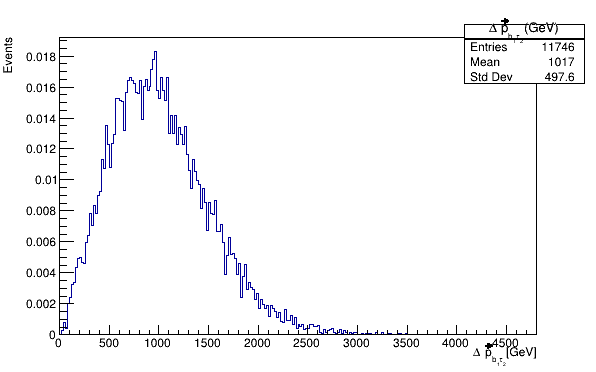 Δ p⃗_{b₁τ₂} (GeV)
Entries 11746
Mean 1017
Std Dev 497.6
Events
0.018
0.016
0.014
0.012
0.01
0.008
0.006
0.004
0.002
0
0 500 1000 1500 2000 2500 3000 3500 4000 4500
Δ p⃗_{b₁τ₂} [GeV]